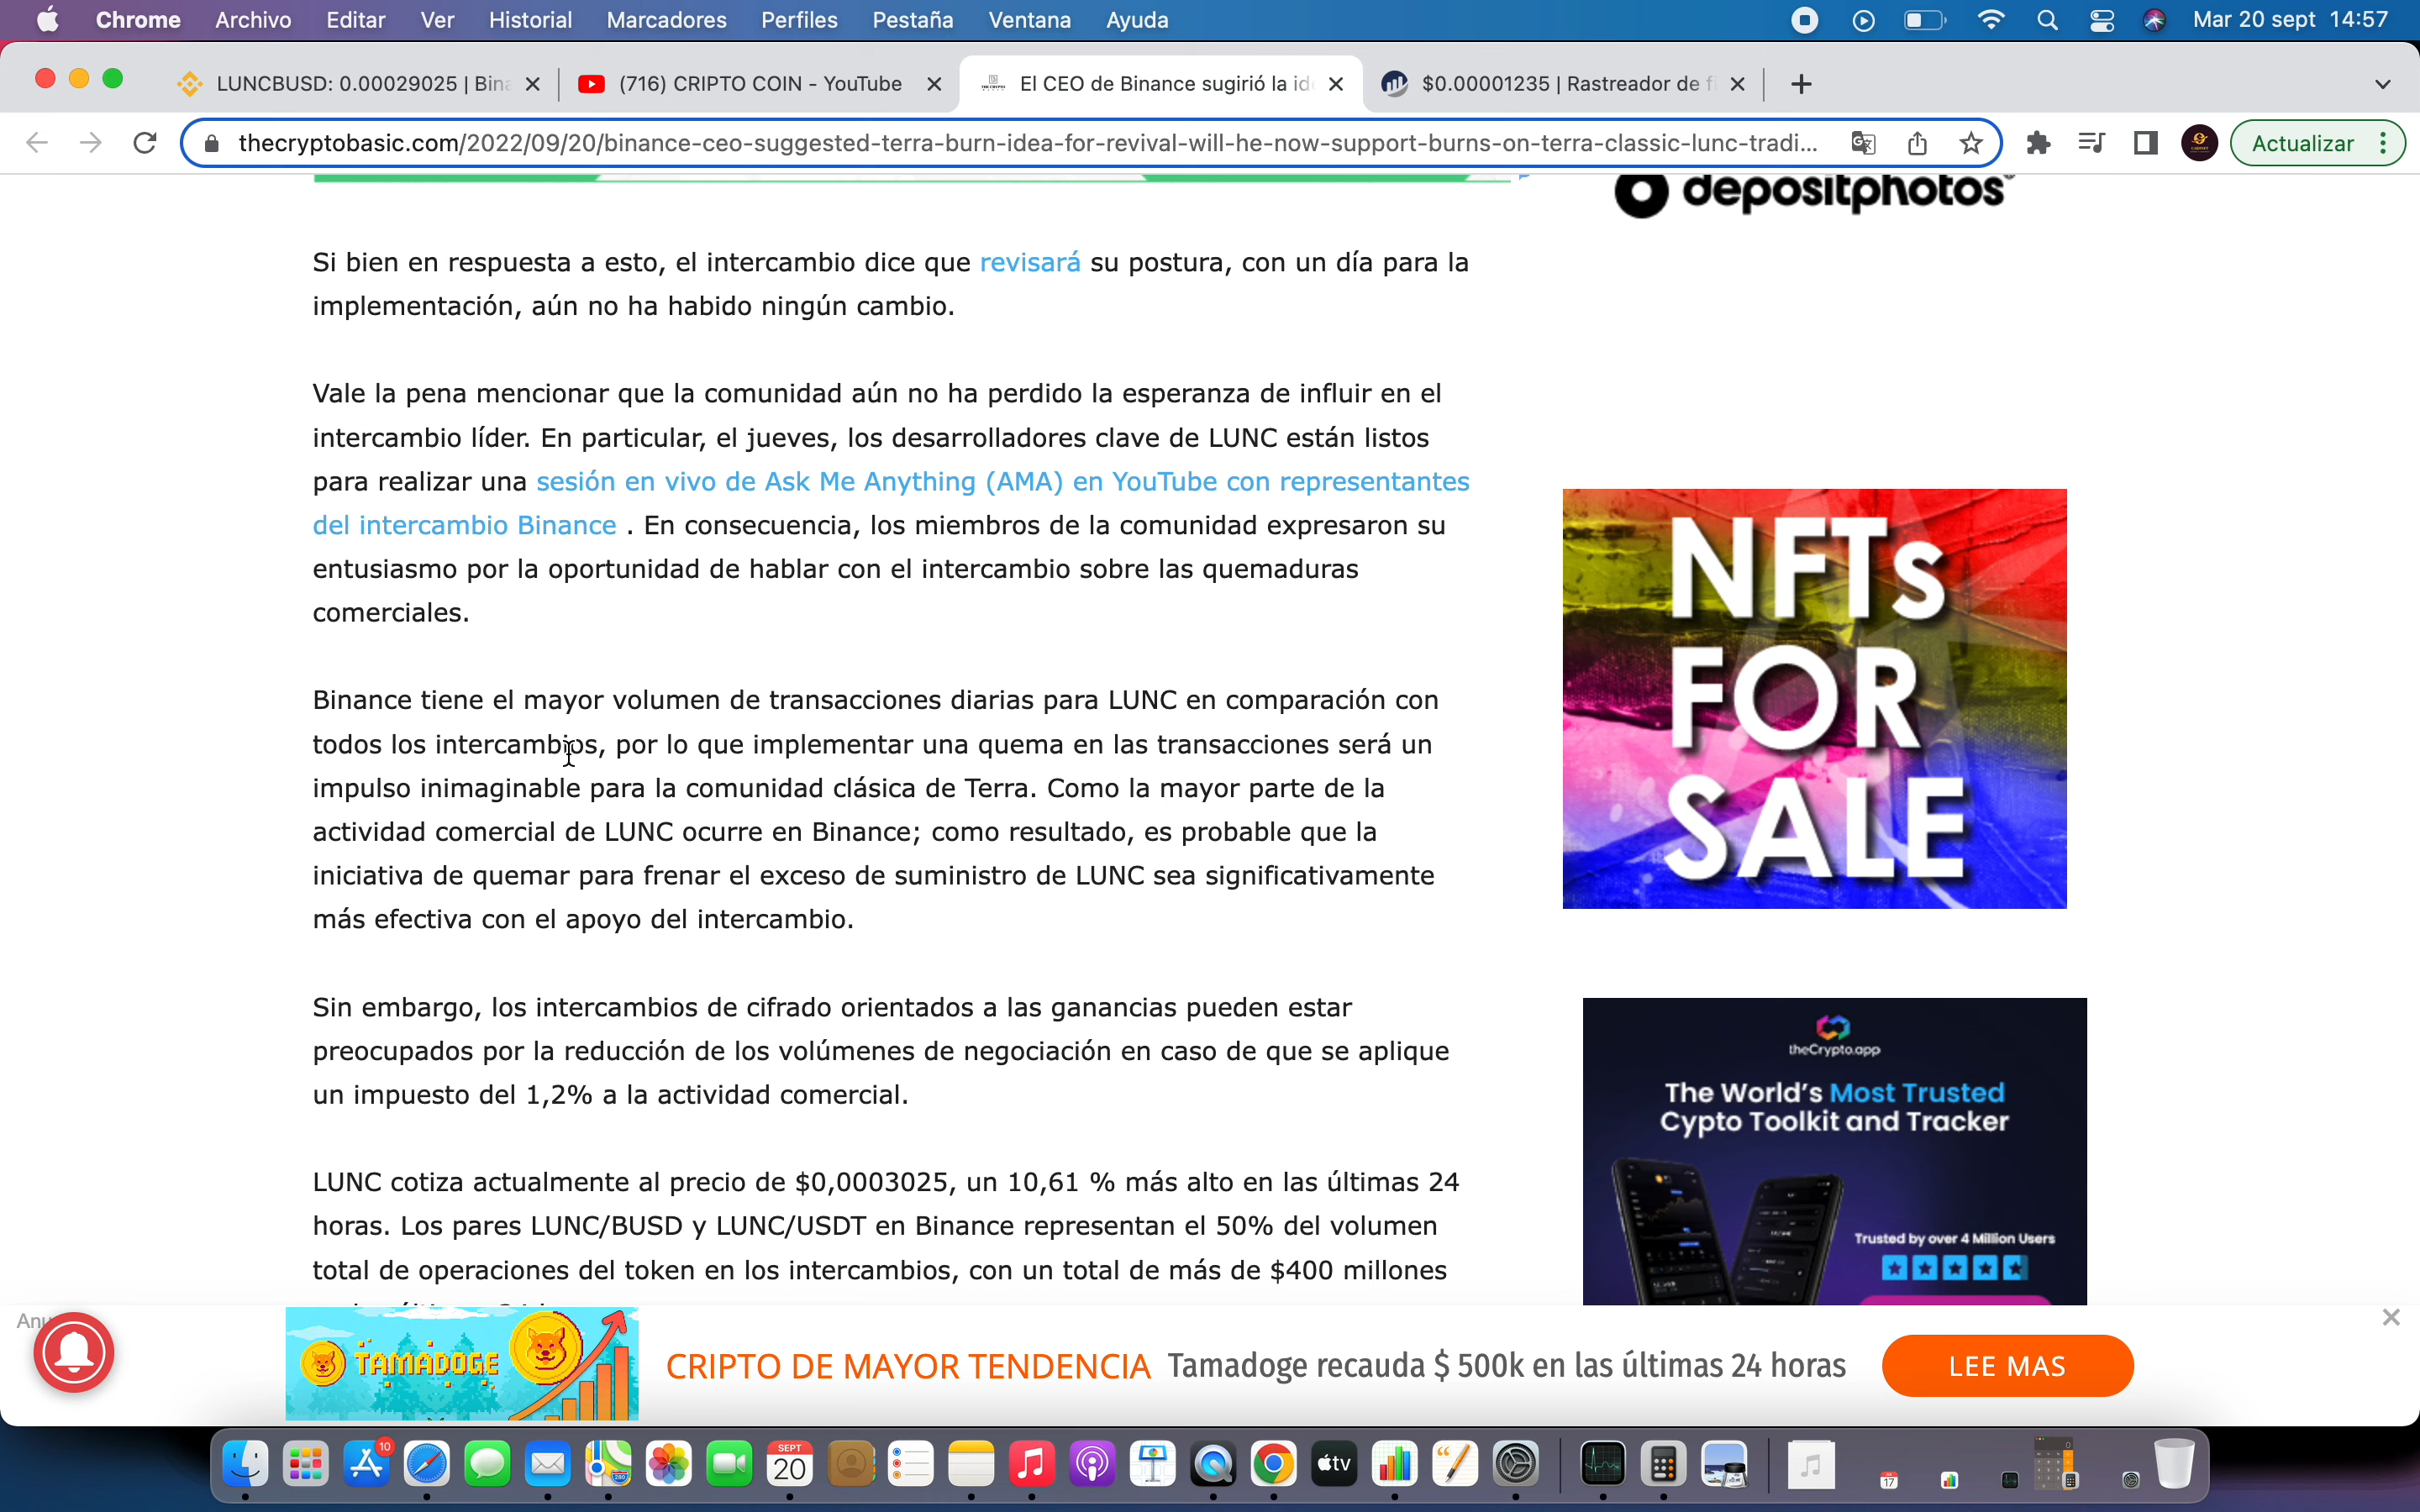 Chrome Archivo Editar Ver Historial Marcadores Perfiles Pestaña Ventana Ayuda Mar 20 sept 14:57
LUNCBUSD: 0.00029025 | Bin (716) CRIPTO COIN - YouTube El CEO de Binance sugirió la id $0.00001235 | Rastreador de f
thecryptobasic.com/2022/09/20/binance-ceo-suggested-terra-burn-idea-for-revival-will-he-now-support-burns-on-terra-classic-lunc-tradi... Actualizar
depositphotos
Si bien en respuesta a esto, el intercambio dice que revisará su postura, con un día para la
implementación, aún no ha habido ningún cambio.
Vale la pena mencionar que la comunidad aún no ha perdido la esperanza de influir en el
intercambio líder. En particular, el jueves, los desarrolladores clave de LUNC están listos
para realizar una sesión en vivo de Ask Me Anything (AMA) en YouTube con representantes
del intercambio Binance . En consecuencia, los miembros de la comunidad expresaron su
entusiasmo por la oportunidad de hablar con el intercambio sobre las quemaduras
comerciales.
Binance tiene el mayor volumen de transacciones diarias para LUNC en comparación con
todos los intercambios, por lo que implementar una quema en las transacciones será un
impulso inimaginable para la comunidad clásica de Terra. Como la mayor parte de la
actividad comercial de LUNC ocurre en Binance; como resultado, es probable que la
iniciativa de quemar para frenar el exceso de suministro de LUNC sea significativamente
más efectiva con el apoyo del intercambio.
Sin embargo, los intercambios de cifrado orientados a las ganancias pueden estar
preocupados por la reducción de los volúmenes de negociación en caso de que se aplique
un impuesto del 1,2% a la actividad comercial.
LUNC cotiza actualmente al precio de $0,0003025, un 10,61 % más alto en las últimas 24
horas. Los pares LUNC/BUSD y LUNC/USDT en Binance representan el 50% del volumen
total de operaciones del token en los intercambios, con un total de más de $400 millones
NFTs
FOR
SALE
theCrypto.app
The World's Most Trusted
Cypto Toolkit and Tracker
Trusted by over 4 Million Users
Anu
TAMADOGE
CRIPTO DE MAYOR TENDENCIA Tamadoge recauda $ 500k en las últimas 24 horas
LEE MAS
10
SEPT
20
280
tv
17